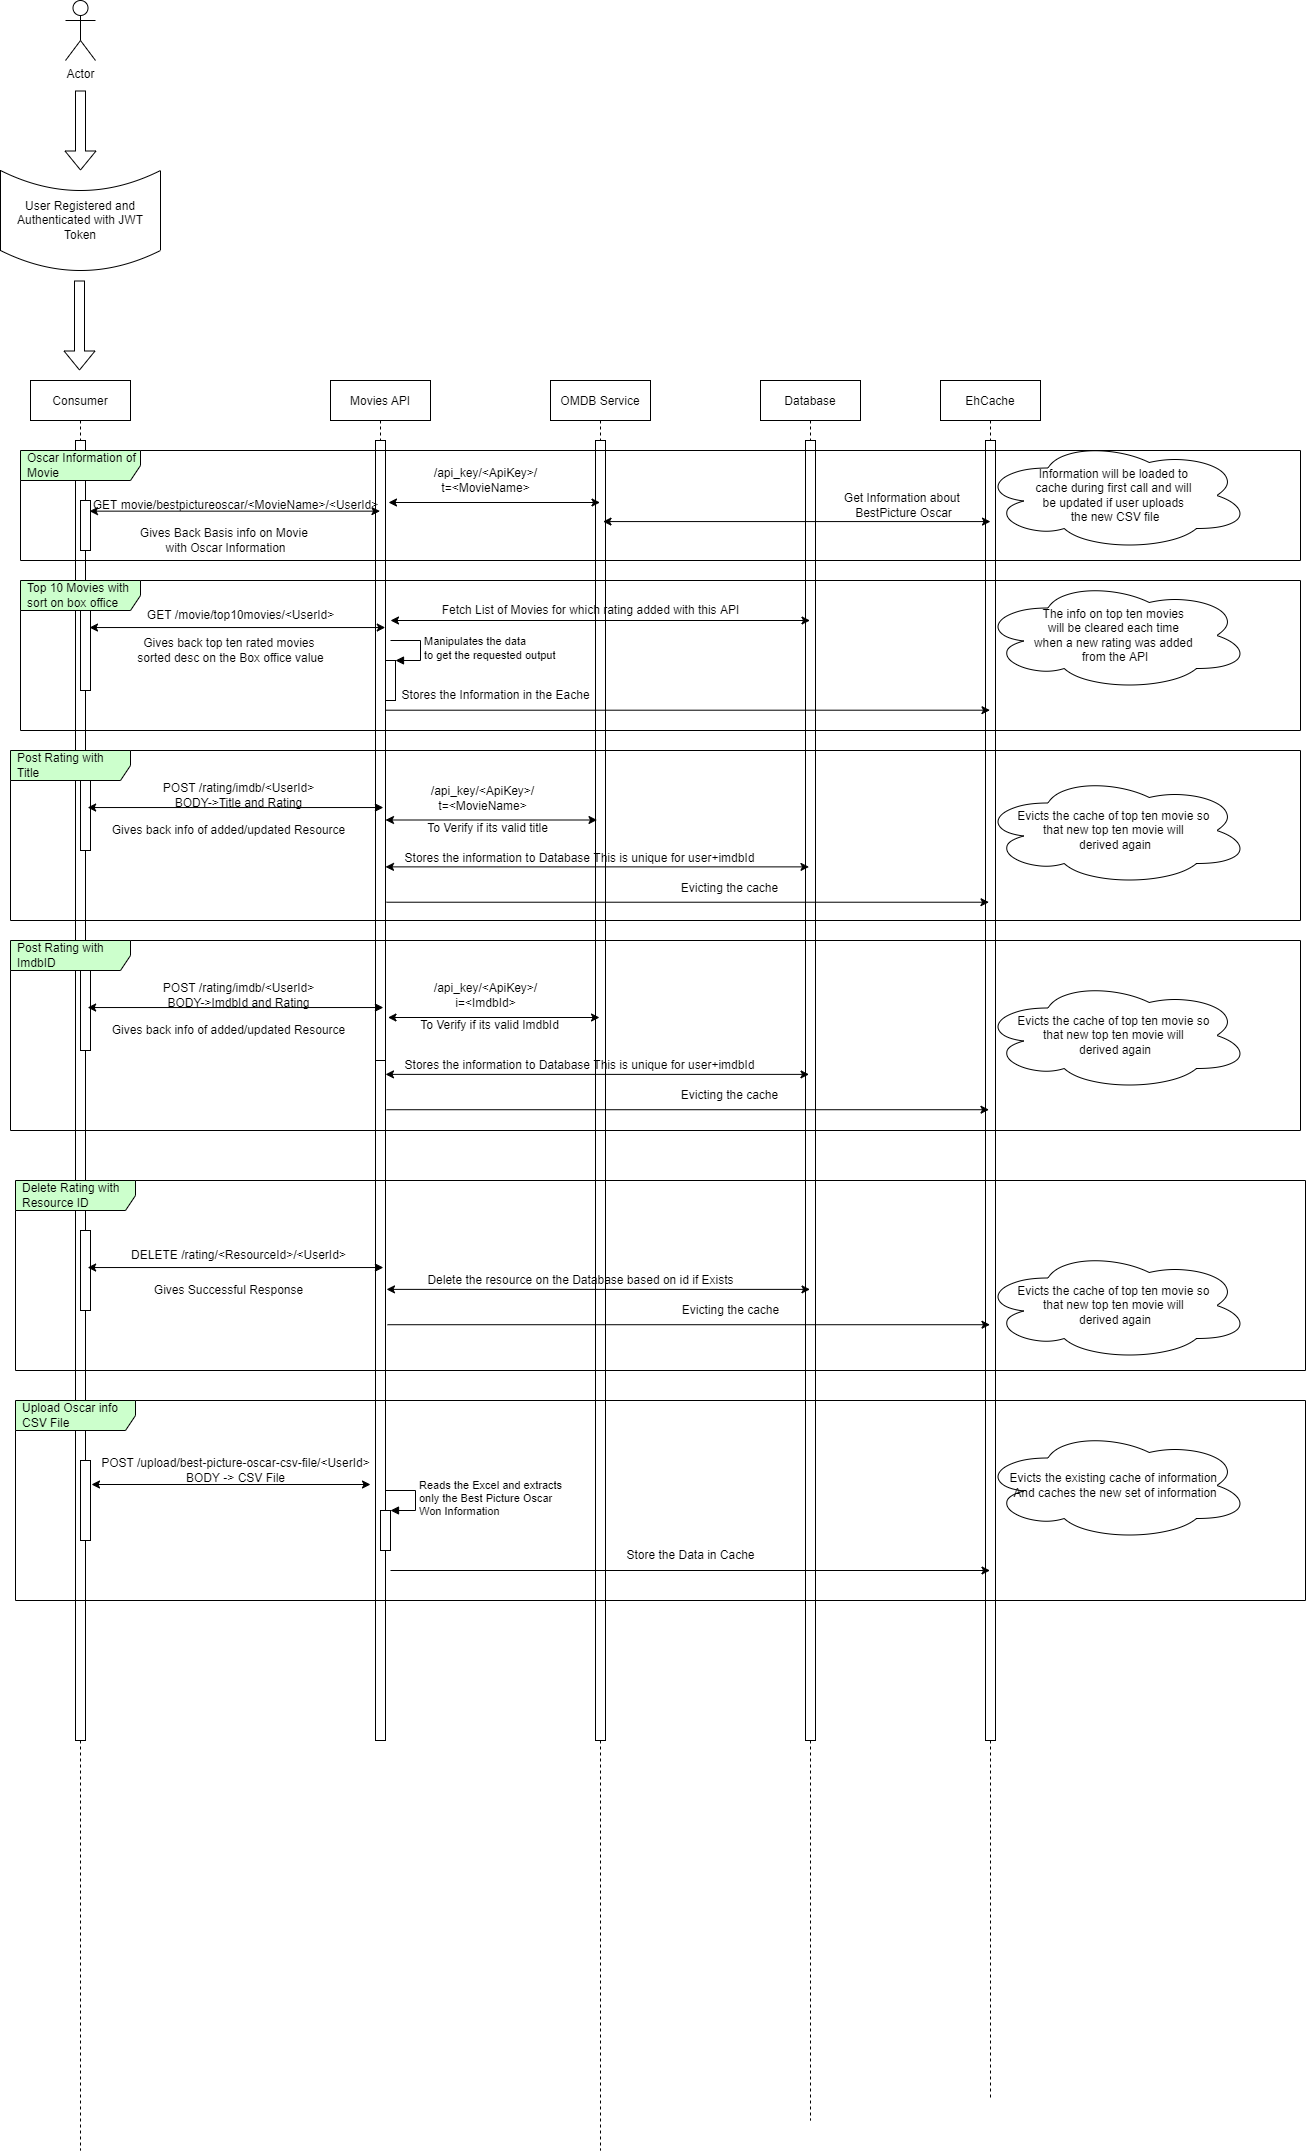 Actor
User Registered and
Authenticated with JWT
Token
Consumer
Movies API
OMDB Service
Database
EhCache
Oscar Information of
Movie
/api_key/<ApiKey>/
t=<MovieName>
Information will be loaded to
cache during first call and will
be updated if user uploads
the new CSV file
GET movie/bestpictureoscar/<MovieName>/<UserId>
Get Information about
BestPicture Oscar
Gives Back Basis info on Movie
with Oscar Information
Top 10 Movies with
sort on box office
GET /movie/top10movies/<UserId>
Fetch List of Movies for which rating added with this API
The info on top ten movies
will be cleared each time
when a new rating was added
from the API
Gives back top ten rated movies
sorted desc on the Box office value
Manipulates the data
to get the requested output
Stores the Information in the Eache
Post Rating with
Title
POST /rating/imdb/<UserId>
BODY->Title and Rating
/api_key/<ApiKey>/
t=<MovieName>
Gives back info of added/updated Resource
To Verify if its valid title
Evicts the cache of top ten movie so
that new top ten movie will
derived again
Stores the information to Database This is unique for user+imdbId
Evicting the cache
Post Rating with
ImdbID
POST /rating/imdb/<UserId>
BODY->ImdbId and Rating
/api_key/<ApiKey>/
i=<ImdbId>
Gives back info of added/updated Resource
To Verify if its valid ImdbId
Evicts the cache of top ten movie so
that new top ten movie will
derived again
Stores the information to Database This is unique for user+imdbId
Evicting the cache
Delete Rating with
Resource ID
DELETE /rating/<ResourceId>/<UserId>
Gives Successful Response
Delete the resource on the Database based on id if Exists
Evicting the cache
Evicts the cache of top ten movie so
that new top ten movie will
derived again
Upload Oscar info
CSV File
POST /upload/best-picture-oscar-csv-file/<UserId>
BODY -> CSV File
Reads the Excel and extracts
only the Best Picture Oscar
Won Information
Evicts the existing cache of information
And caches the new set of information
Store the Data in Cache